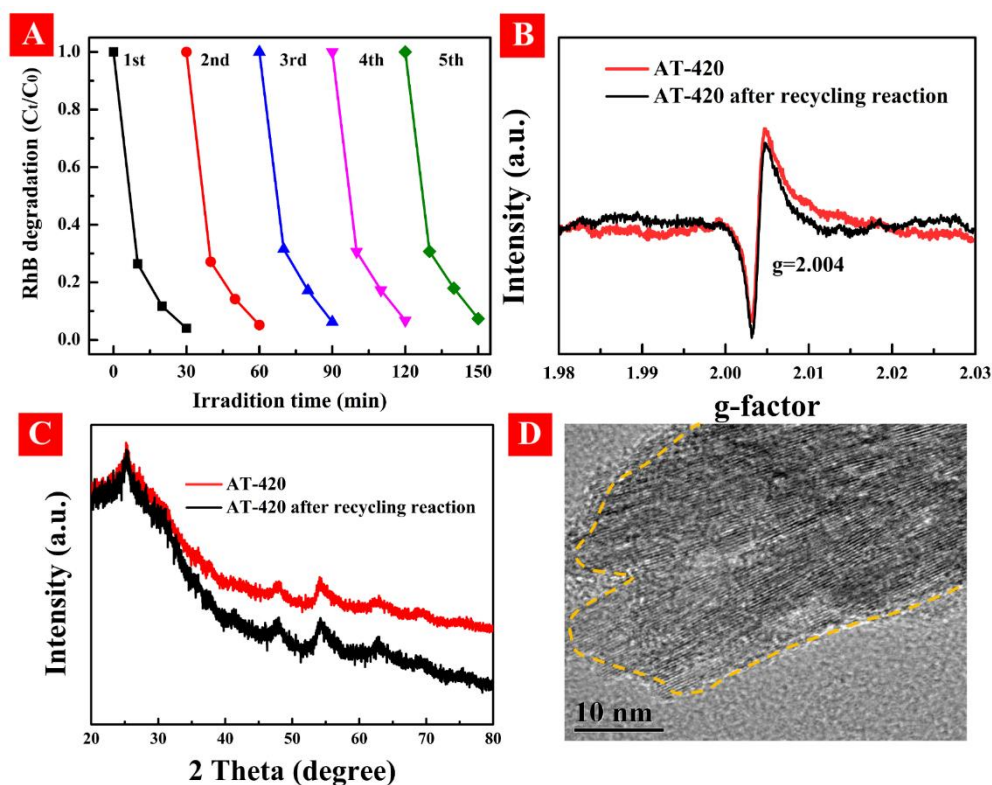 A
1.0
0.8
0.6
0.4
0.2
0.0
RhB degradation (Ct/C0)
1st 2nd 3rd 4th 5th
0 30 60 90 120 150
Irradition time (min)
B
AT-420
AT-420 after recycling reaction
Intensity (a.u.)
g=2.004
1.98 1.99 2.00 2.01 2.02 2.03
g-factor
C
AT-420
AT-420 after recycling reaction
Intensity (a.u.)
20 30 40 50 60 70 80
2 Theta (degree)
D
10 nm